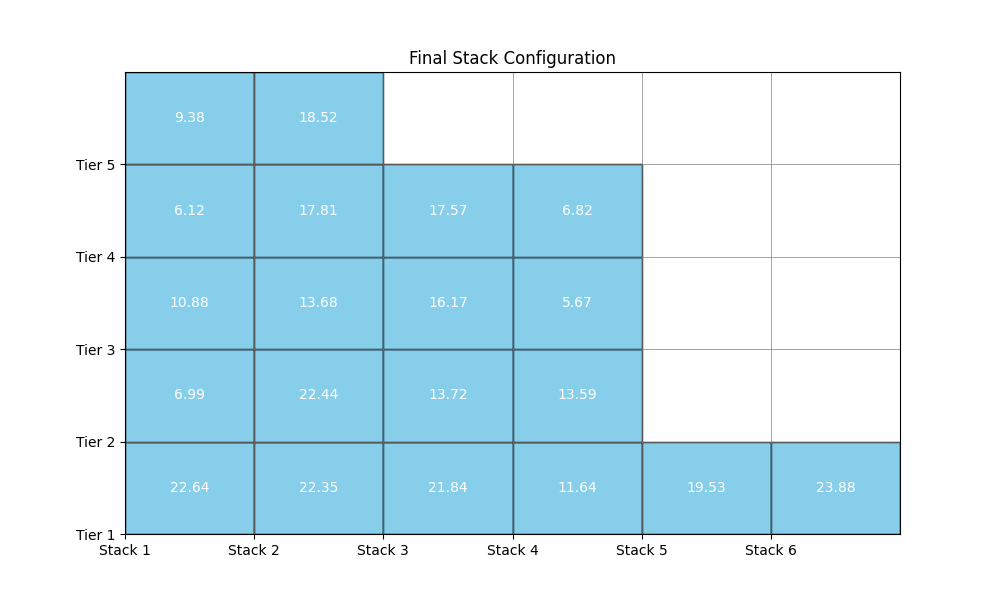 Final Stack Configuration
9.38 18.52
Tier 5
6.12 17.81 17.57 6.82
Tier 4
10.88 13.68 16.17 5.67
Tier 3
6.99 22.44 13.72 13.59
Tier 2
22.64 22.35 21.84 11.64 19.53 23.88
Tier 1
Stack 1 Stack 2 Stack 3 Stack 4 Stack 5 Stack 6